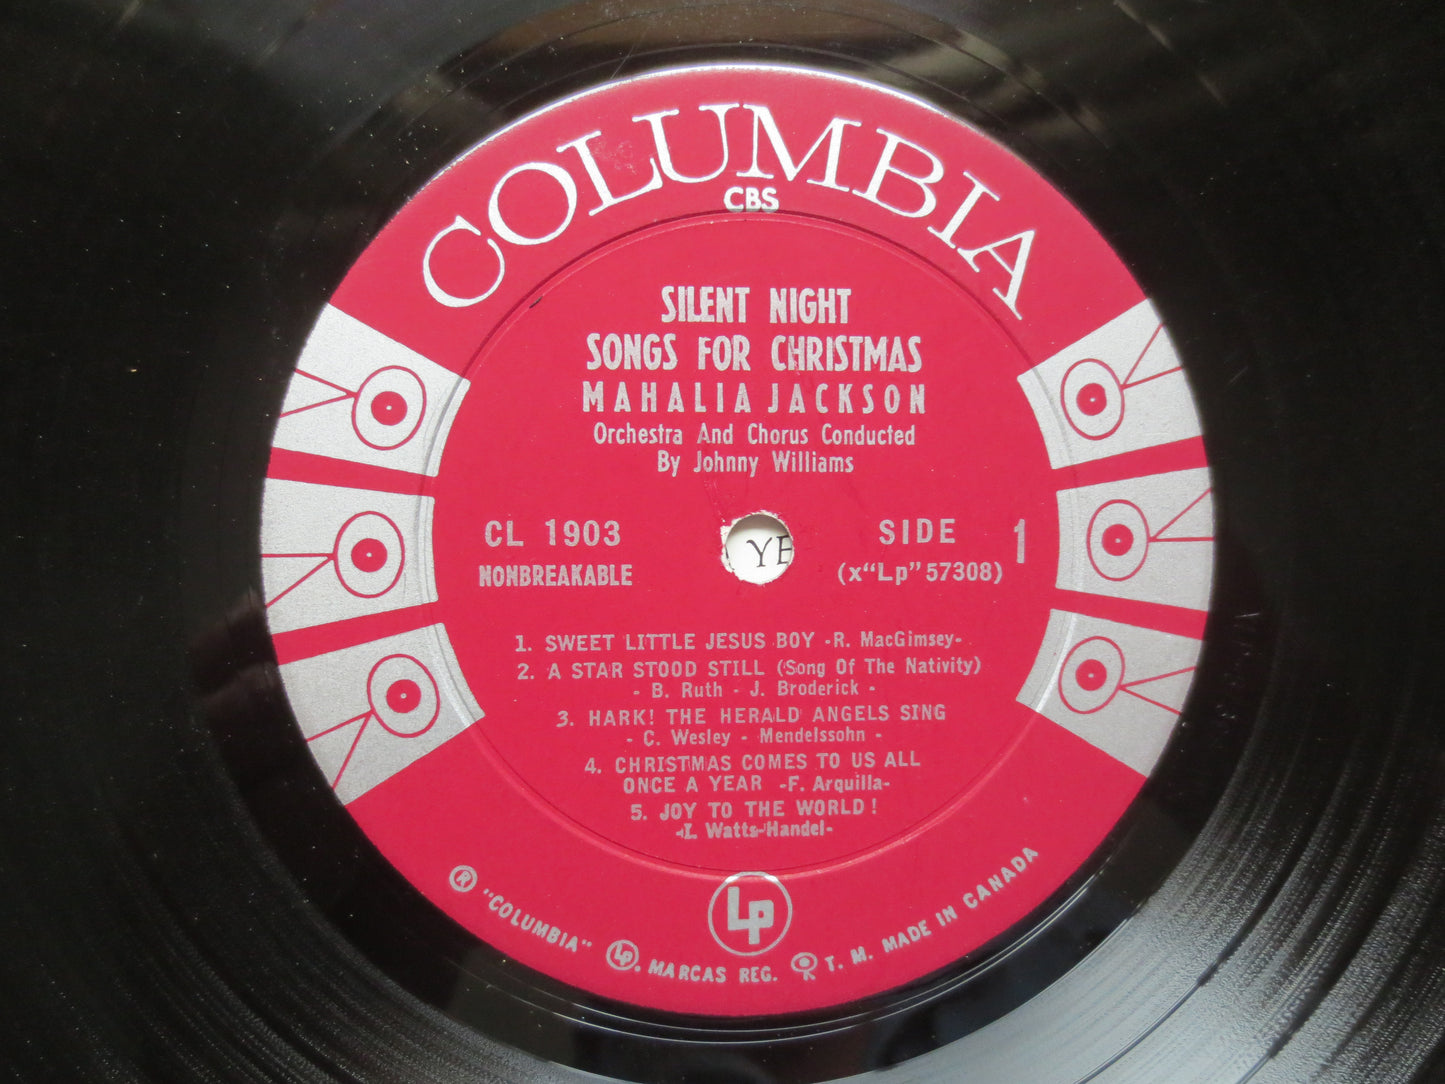 COLUMBIA
CBS
SILENT NIGHT
SONGS FOR CHRISTMAS
MAHALIA JACKSON
Orchestra And Chorus Conducted
By Johnny Williams
CL 1903
NONBREAKABLE
YE
SIDE 1
(x“Lp” 57308)
1. SWEET LITTLE JESUS BOY -R. MacGimsey-
2. A STAR STOOD STILL (Song Of The Nativity)
- B. Ruth - J. Broderick -
3. HARK! THE HERALD ANGELS SING
- C. Wesley - Mendelssohn -
4. CHRISTMAS COMES TO US ALL
ONCE A YEAR -F. Arquilla-
5. JOY TO THE WORLD!
-I. Watts-Handel-
Lp
® "COLUMBIA" Lp. MARCAS REG. T. M. MADE IN CANADA